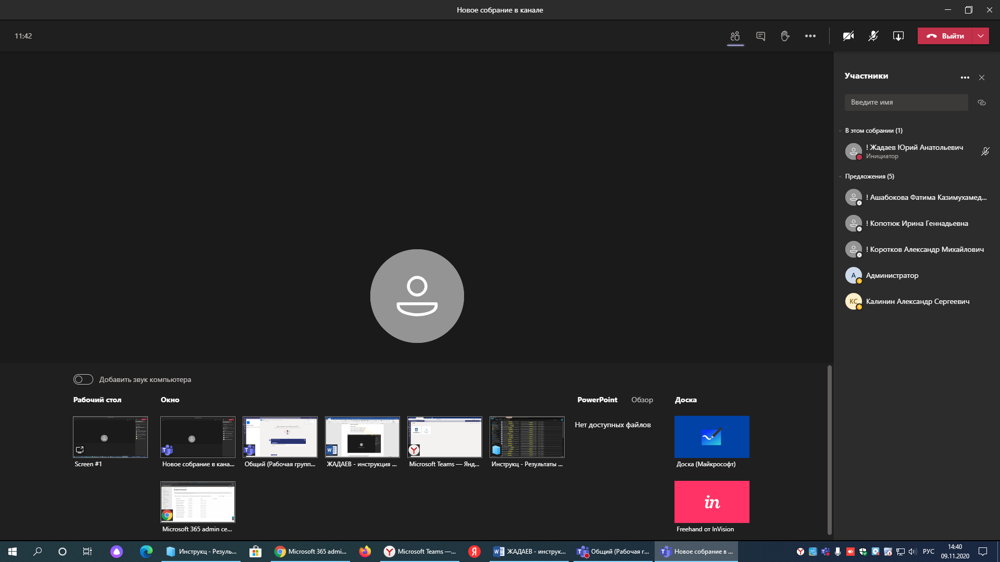 Новое собрание в канале
11:42
Выйти
Участники
Введите имя
В этом собрании (1)
! Жадаев Юрий Анатольевич
Инициатор
Предложения (5)
! Ашабокова Фатима Казимухамед...
! Копотюк Ирина Геннадьевна
! Коротков Александр Михайлович
А
Администратор
КС
Калинин Александр Сергеевич
Добавить звук компьютера
Рабочий стол
Окно
PowerPoint
Обзор
Доска
Нет доступных файлов
Screen #1
Новое собрание в кана...
Общий (Рабочая групп...
ЖАДАЕВ - инструкция ...
Microsoft Teams — Янд...
Инструкц - Результаты ...
Доска (Майкрософт)
in
Microsoft 365 admin ce...
Freehand от InVision
Инструкц - Резуль...
Microsoft 365 admi...
Microsoft Teams —...
ЖАДАЕВ - инструк...
Общий (Рабочая г...
Новое собрание в ...
РУС
14:40
09.11.2020